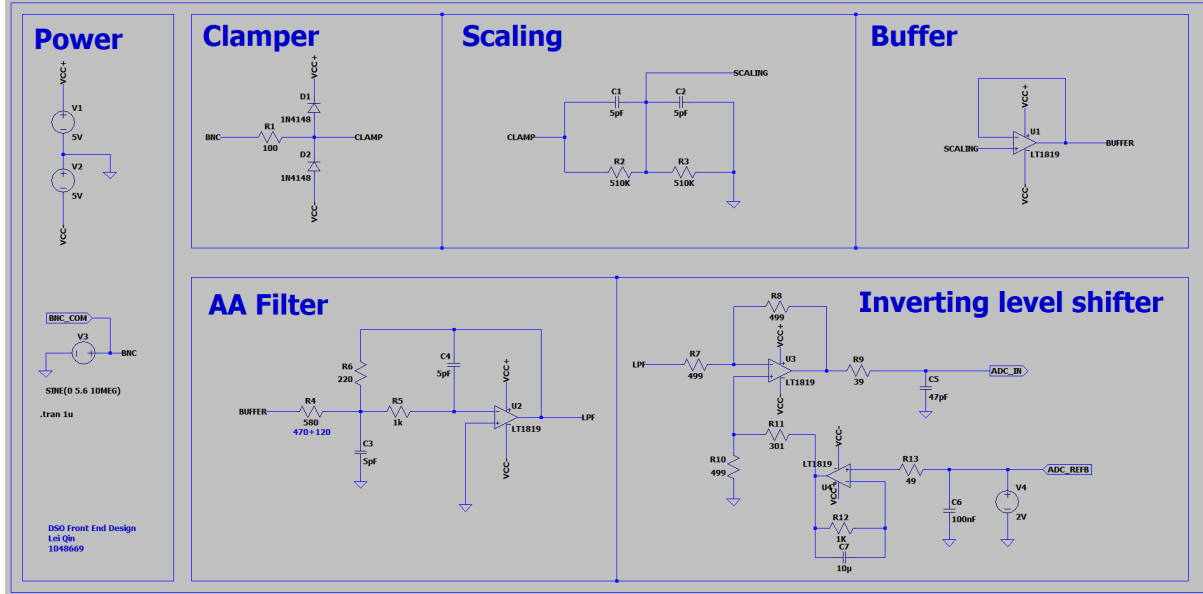 Power
VCC+
V1
5V
V2
5V
VCC-
BNC_COM
V3
BNC
SINE(0 5.6 10MEG)
.tran 1u
DSO Front End Design
Lei Qin
1048669
Clamper
VCC+
D1
1N4148
BNC
R1
100
CLAMP
D2
1N4148
VCC-
Scaling
SCALING
C1
5pF
C2
5pF
CLAMP
R2
510K
R3
510K
Buffer
VCC+
U1
SCALING
LT1819
BUFFER
VCC-
AA Filter
R6
220
C4
5pF
VCC+
BUFFER
R4
580
470+120
R5
1k
U2
LT1819
LPF
C3
5pF
VCC-
Inverting level shifter
R8
499
VCC+
LPF
R7
499
U3
LT1819
R9
39
ADC_IN
C5
47pF
VCC-
R11
301
R10
499
VCC-
LT1819
U4
VCC+
R13
49
ADC_REFB
C6
100nF
V4
2V
R12
1K
C7
10µ